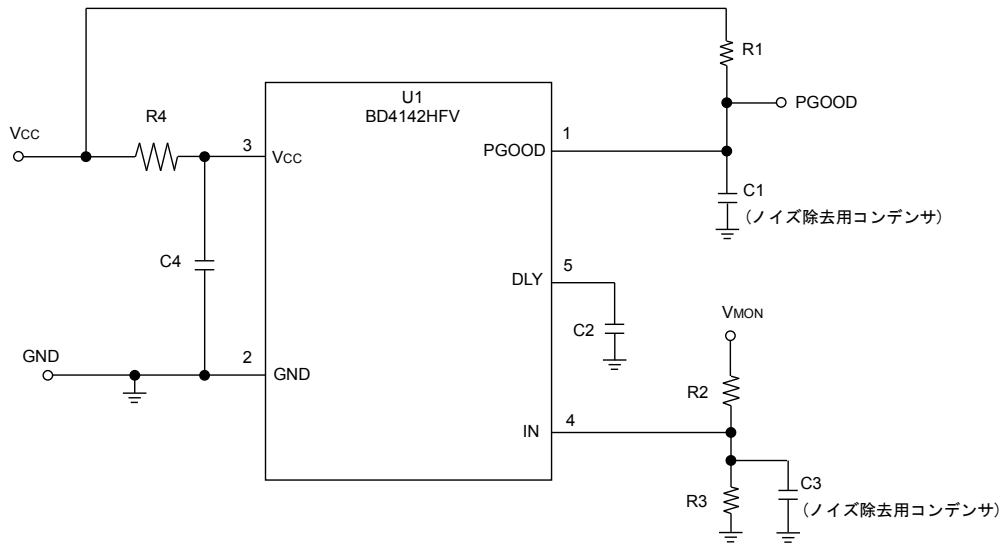 R1
PGOOD
U1
BD4142HFV
R4
VCC
3
VCC
1
PGOOD
C1
(ノイズ除去用コンデンサ)
C4
5
DLY
C2
VMON
GND
2
GND
R2
4
IN
R3
C3
(ノイズ除去用コンデンサ)